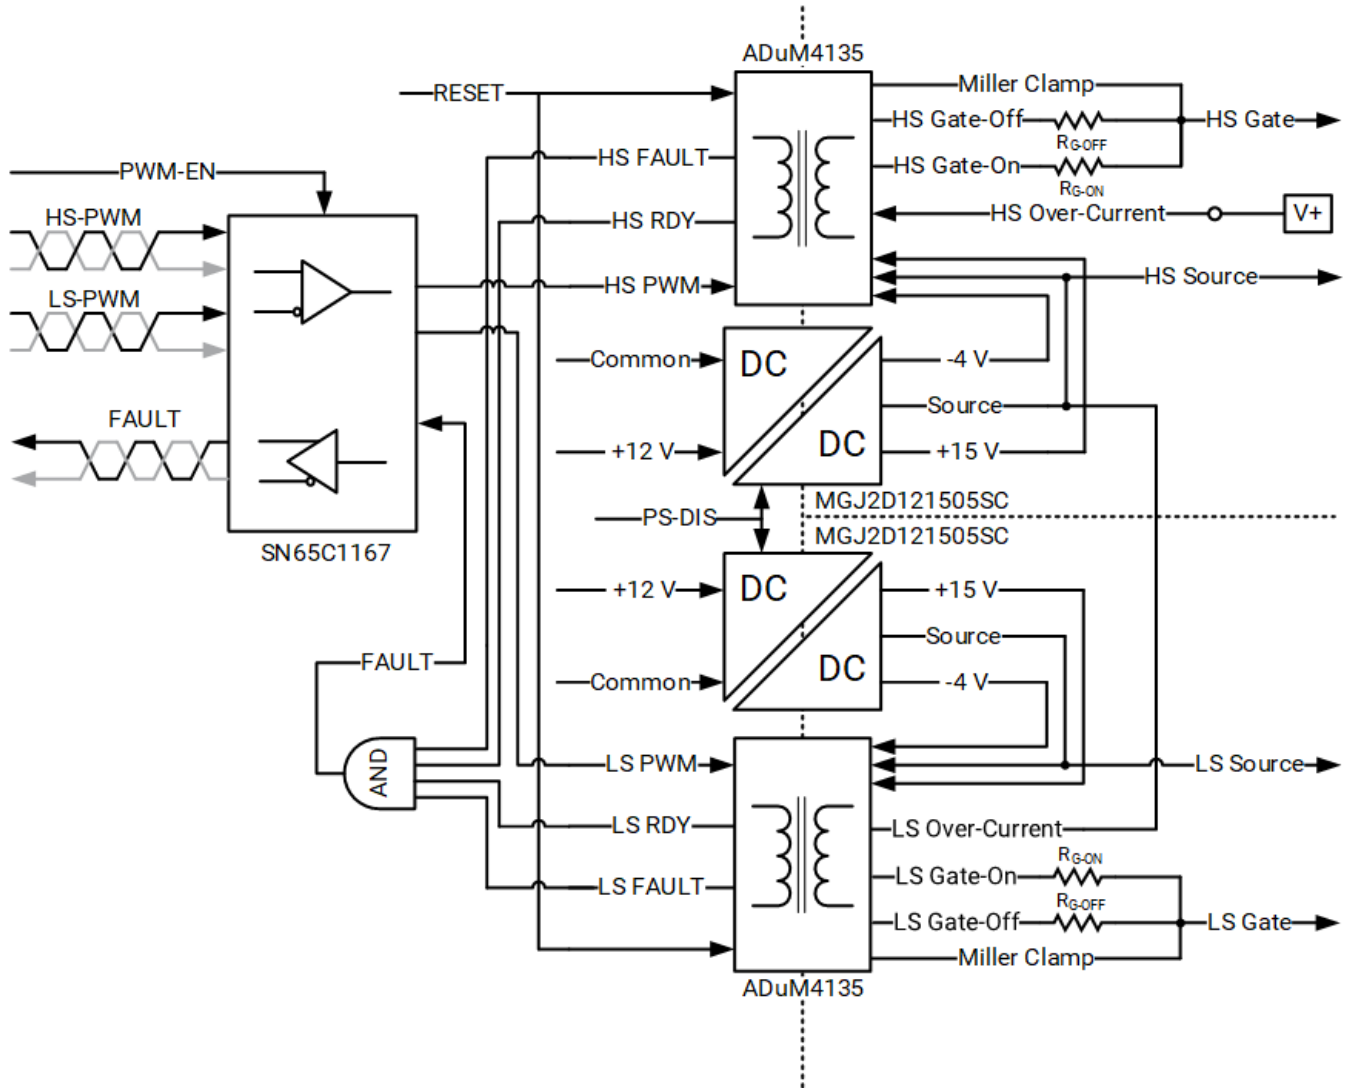 ADuM4135
RESET
Miller Clamp
HS Gate-Off
RG-OFF
HS Gate
HS FAULT
PWM-EN
HS Gate-On
RG-ON
HS-PWM
HS RDY
HS Over-Current
V+
HS PWM
HS Source
LS-PWM
Common
DC
-4 V
Source
FAULT
+12 V
DC
+15 V
MGJ2D121505SC
PS-DIS
MGJ2D121505SC
SN65C1167
+12 V
DC
+15 V
Source
FAULT
Common
DC
-4 V
AND
LS PWM
LS Source
LS RDY
LS Over-Current
RG-ON
LS Gate-On
LS FAULT
RG-OFF
LS Gate-Off
LS Gate
Miller Clamp
ADuM4135